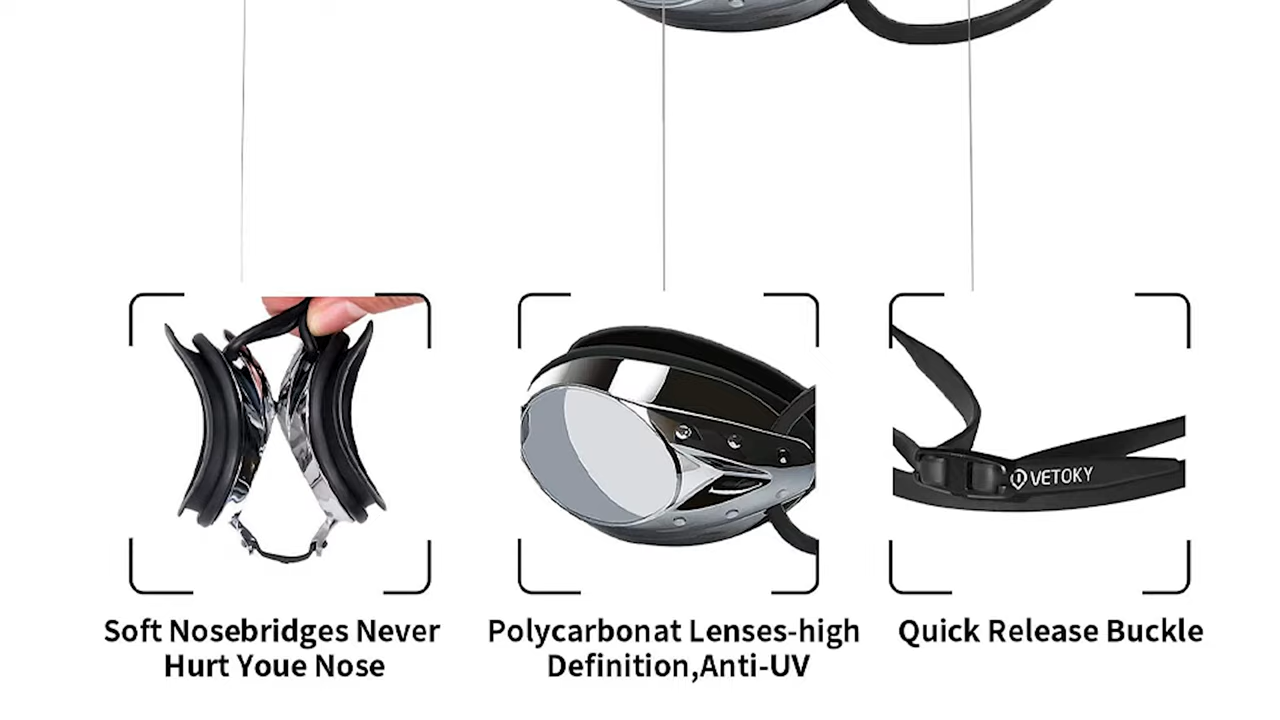 VETOKY
Soft Nosebridges Never
Hurt Youe Nose
Polycarbonat Lenses-high
Definition,Anti-UV
Quick Release Buckle